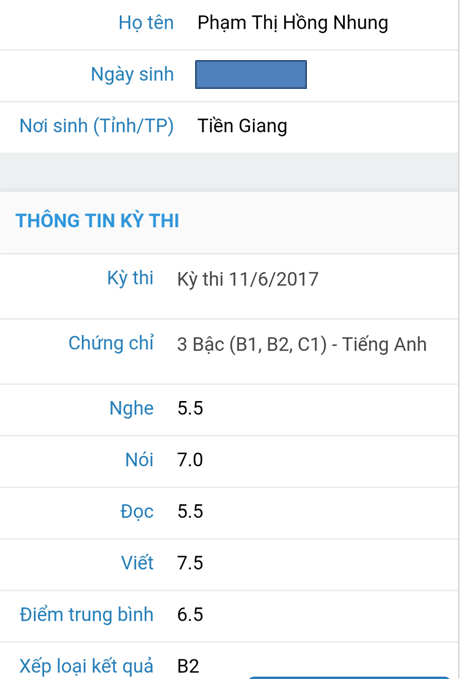 Họ tên Phạm Thị Hồng Nhung
Ngày sinh
Nơi sinh (Tỉnh/TP) Tiền Giang
THÔNG TIN KỲ THI
Kỳ thi Kỳ thi 11/6/2017
Chứng chỉ 3 Bậc (B1, B2, C1) - Tiếng Anh
Nghe 5.5
Nói 7.0
Đọc 5.5
Viết 7.5
Điểm trung bình 6.5
Xếp loại kết quả B2